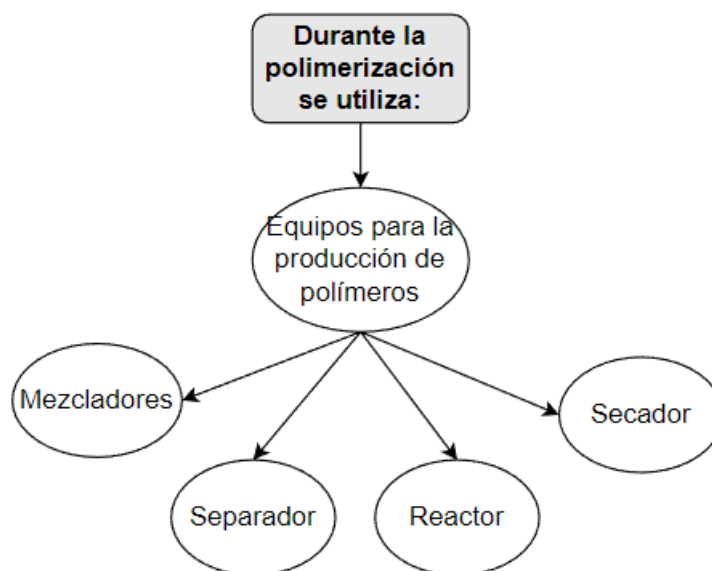 Durante la
polimerización
se utiliza:
Equipos para la
producción de
polímeros
Mezcladores
Secador
Separador
Reactor